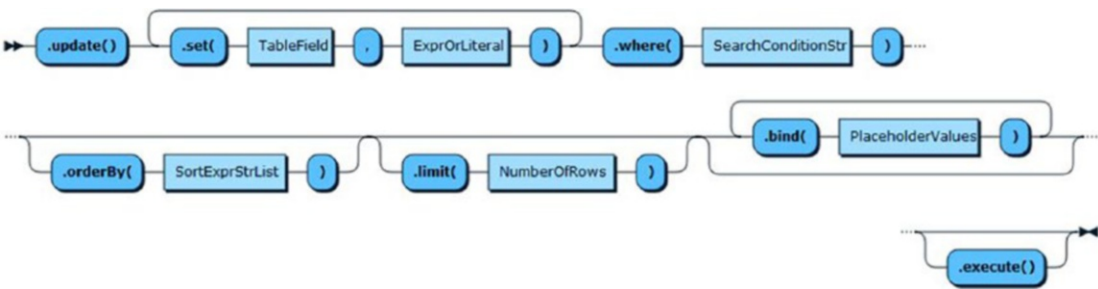 .update() .set( TableField , ExprOrLiteral ) .where( SearchConditionStr )
.orderBy( SortExprStrList ) .limit( NumberOfRows ) .bind( PlaceholderValues )
.execute()